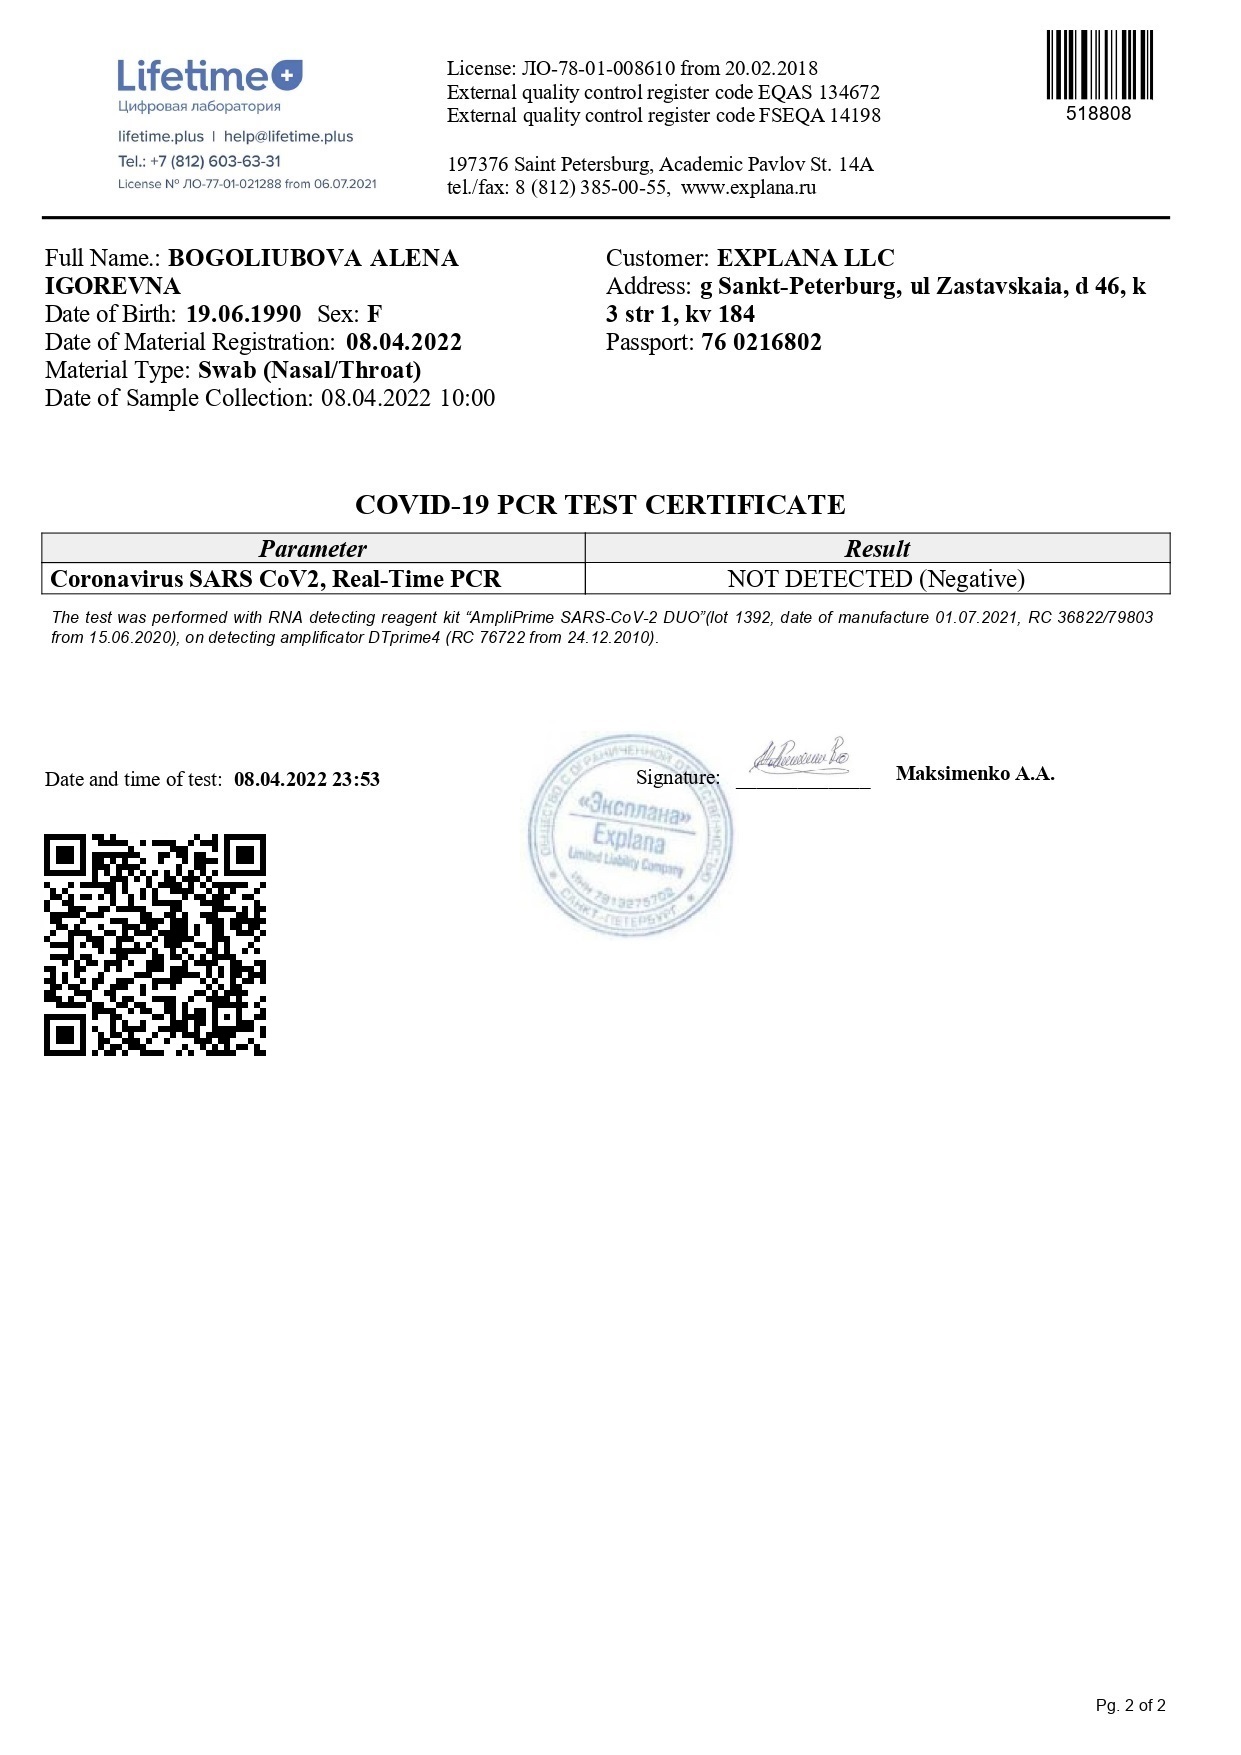 Lifetime
Цифровая лаборатория
lifetime.plus | help@lifetime.plus
Tel.: +7 (812) 603-63-31
License Nº ЛО-77-01-021288 from 06.07.2021
License: ЛО-78-01-008610 from 20.02.2018
External quality control register code EQAS 134672
External quality control register code FSEQA 14198
197376 Saint Petersburg, Academic Pavlov St. 14A
tel./fax: 8 (812) 385-00-55, www.explana.ru
518808
Full Name.: BOGOLIUBOVA ALENA
IGOREVNA
Date of Birth: 19.06.1990 Sex: F
Date of Material Registration: 08.04.2022
Material Type: Swab (Nasal/Throat)
Date of Sample Collection: 08.04.2022 10:00
Customer: EXPLANA LLC
Address: g Sankt-Peterburg, ul Zastavskaia, d 46, k
3 str 1, kv 184
Passport: 76 0216802
COVID-19 PCR TEST CERTIFICATE
Parameter Result
Coronavirus SARS CoV2, Real-Time PCR NOT DETECTED (Negative)
The test was performed with RNA detecting reagent kit “AmpliPrime SARS-CoV-2 DUO”(lot 1392, date of manufacture 01.07.2021, RC 36822/79803
from 15.06.2020), on detecting amplificator DTprime4 (RC 76722 from 24.12.2010).
Date and time of test: 08.04.2022 23:53
Signature: Maksimenko A.A.
ОБЩЕСТВО С ОГРАНИЧЕННОЙ ОТВЕТСТВЕННОСТЬЮ
«Эксплана»
Explana
Limited Liability Company
САНКТ-ПЕТЕРБУРГ
Pg. 2 of 2